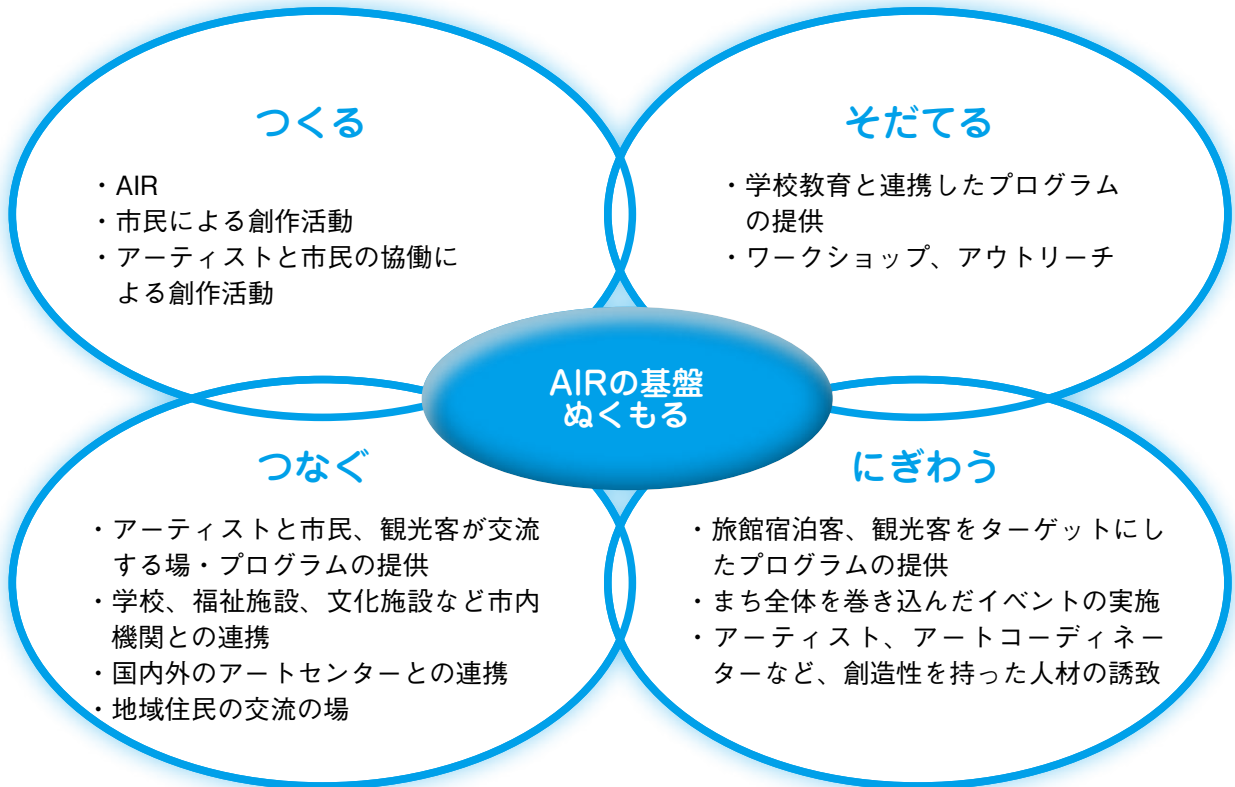 つくる
・AIR
・市民による創作活動
・アーティストと市民の協働に
よる創作活動
そだてる
・学校教育と連携したプログラム
の提供
・ワークショップ、アウトリーチ
AIRの基盤
ぬくもる
つなぐ
・アーティストと市民、観光客が交流
する場・プログラムの提供
・学校、福祉施設、文化施設など市内
機関との連携
・国内外のアートセンターとの連携
・地域住民の交流の場
にぎわう
・旅館宿泊客、観光客をターゲットにし
たプログラムの提供
・まち全体を巻き込んだイベントの実施
・アーティスト、アートコーディネー
ターなど、創造性を持った人材の誘致